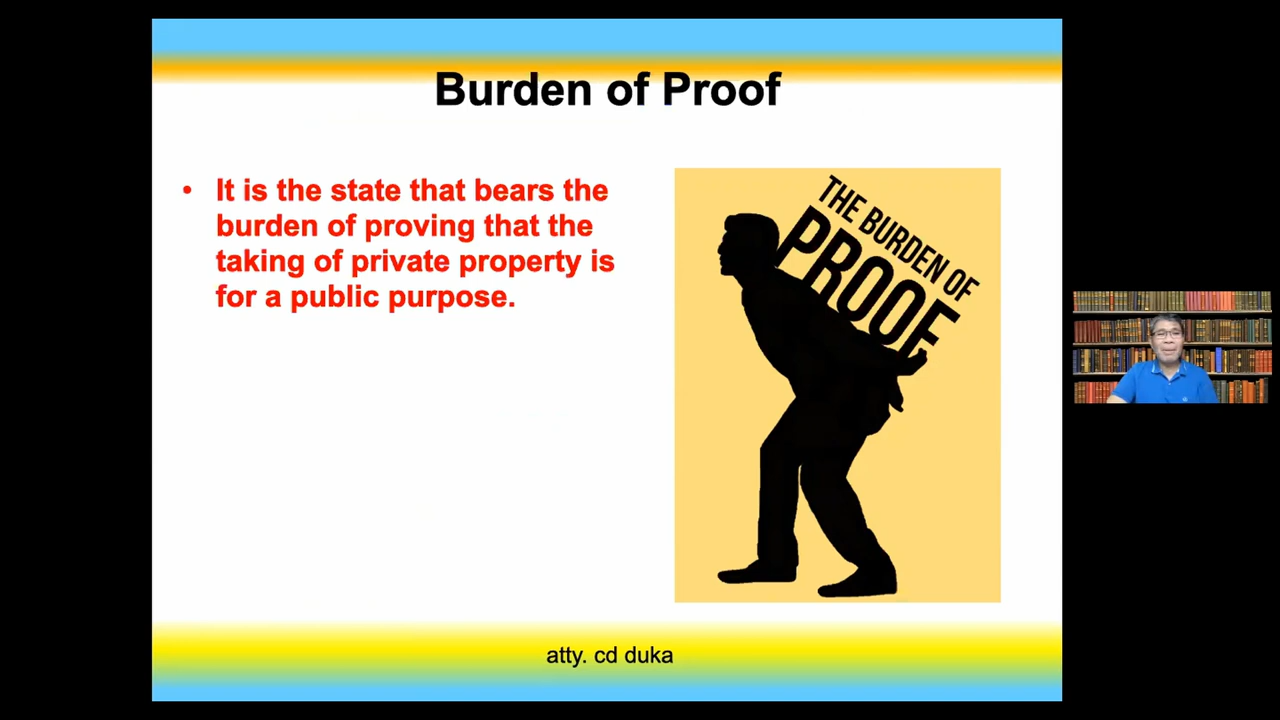 Burden of Proof
• It is the state that bears the
burden of proving that the
taking of private property is
for a public purpose.
THE BURDEN OF
PROOF
atty. cd duka